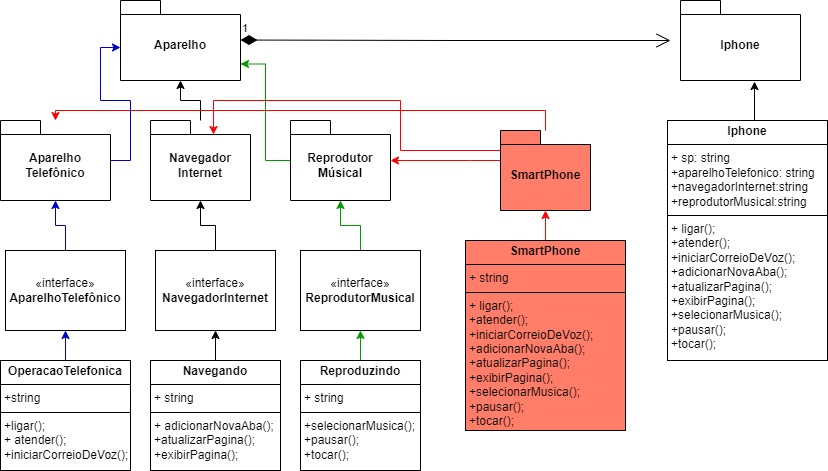 Aparelho
1
Iphone
Aparelho
Telefônico
Navegador
Internet
Reprodutor
Músical
SmartPhone
Iphone
+ sp: string
+aparelhoTelefonico: string
+navegadorInternet:string
+reprodutorMusical:string
+ ligar();
+atender();
+iniciarCorreioDeVoz();
+adicionarNovaAba();
+atualizarPagina();
+exibirPagina();
+selecionarMusica();
+pausar();
+tocar();
«interface»
AparelhoTelefônico
«interface»
NavegadorInternet
«interface»
ReprodutorMusical
SmartPhone
+ string
+ ligar();
+atender();
+iniciarCorreioDeVoz();
+adicionarNovaAba();
+atualizarPagina();
+exibirPagina();
+selecionarMusica();
+pausar();
+tocar();
OperacaoTelefonica
+string
+ligar();
+ atender();
+iniciarCorreioDeVoz();
Navegando
+ string
+ adicionarNovaAba();
+atualizarPagina();
+exibirPagina();
Reproduzindo
+ string
+selecionarMusica();
+pausar();
+tocar();